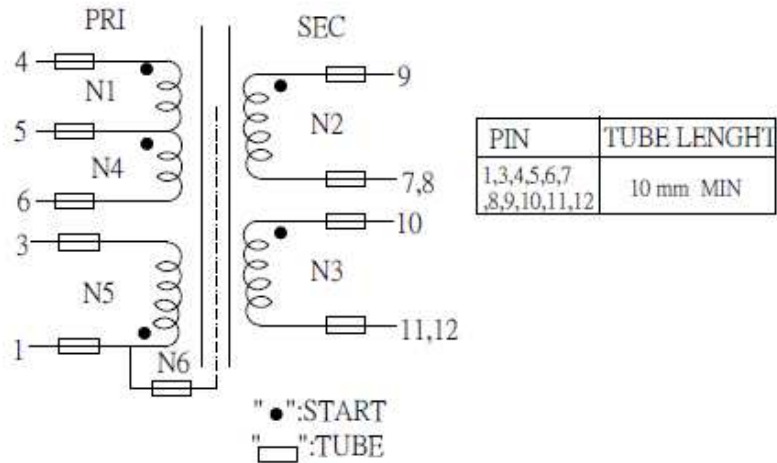 PRI
SEC
4
N1
5
N4
6
3
N5
1
N6
9
N2
7,8
10
N3
11,12
PIN TUBE LENGHT
1,3,4,5,6,7
,8,9,10,11,12
10 mm MIN
"●":START
"▭":TUBE